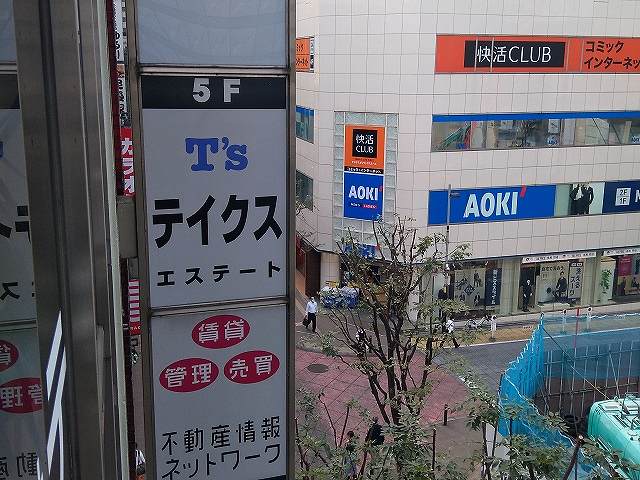 5F
T's
テイクス
エステート
賃貸
管理 売買
不動産情報
ネットワーク
快活CLUB
コミック
インターネッ
快活
CLUB
AOKI
AOKI
2F
1F